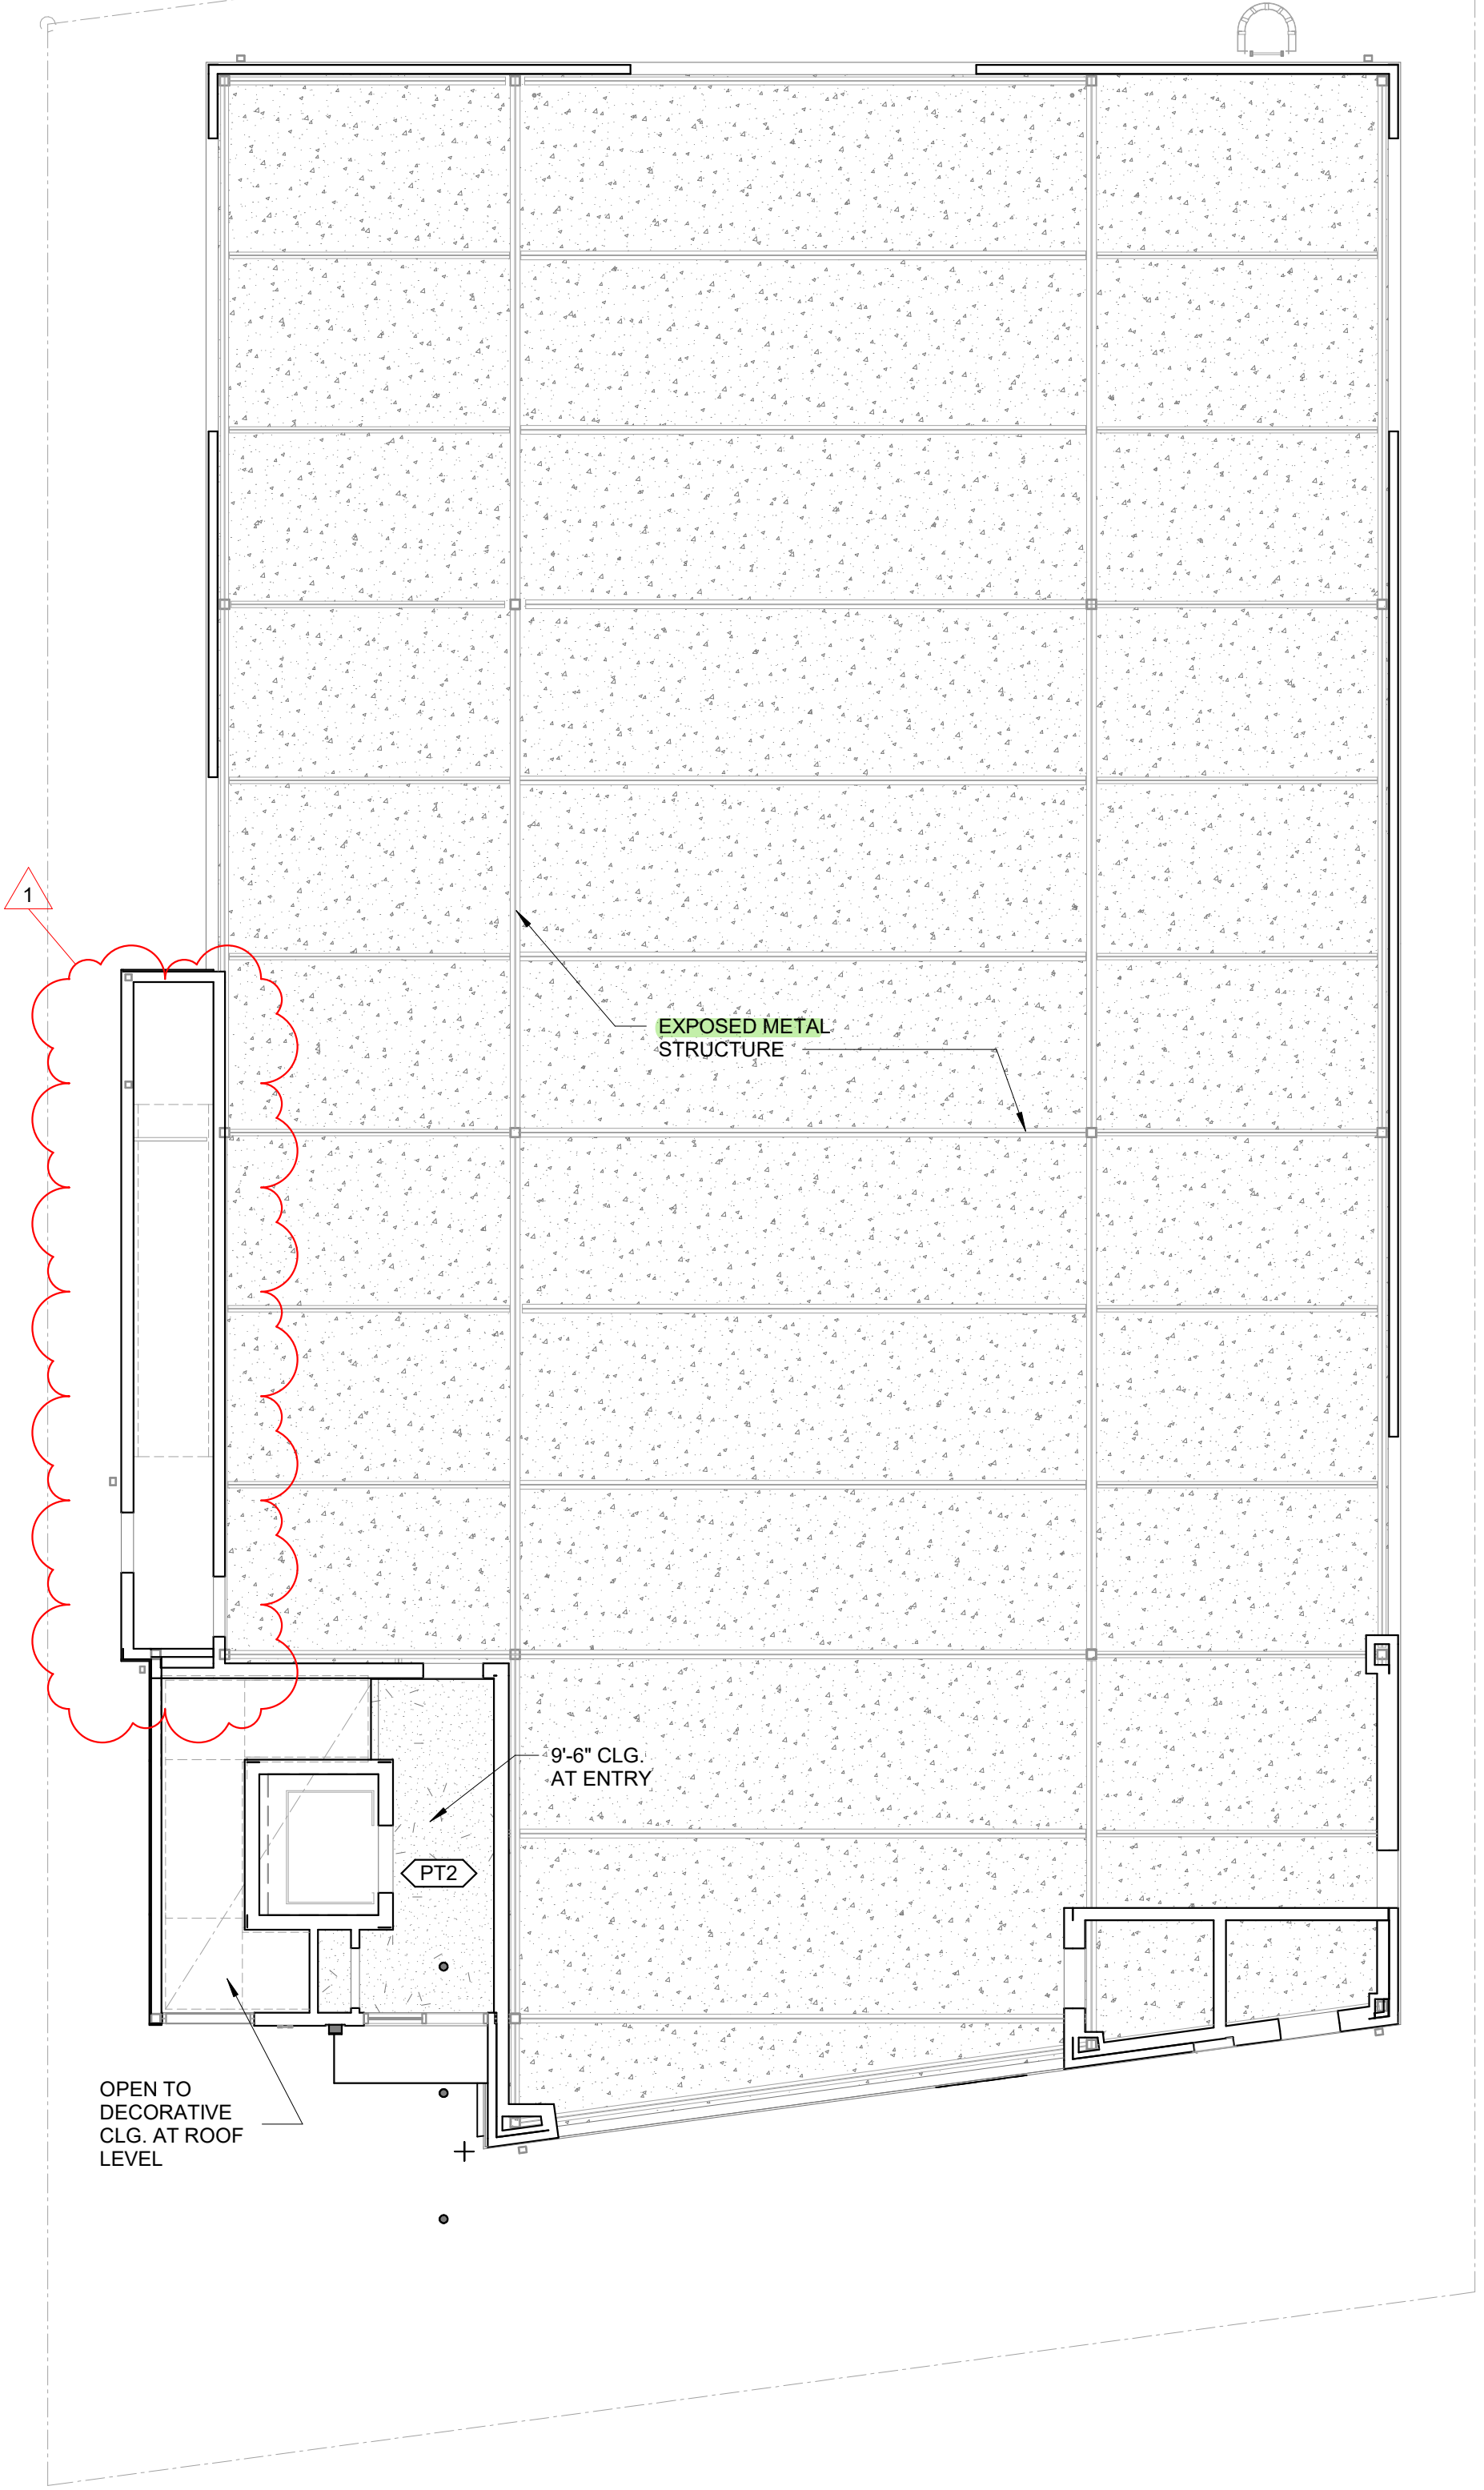 1
EXPOSED METAL
STRUCTURE
9'-6" CLG.
AT ENTRY
PT2
OPEN TO
DECORATIVE
CLG. AT ROOF
LEVEL